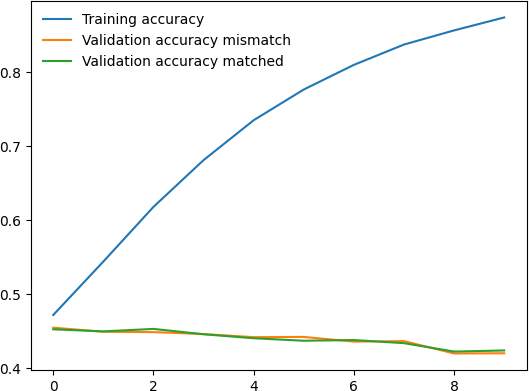 Training accuracy
Validation accuracy mismatch
Validation accuracy matched
0.8
0.7
0.6
0.5
0.4
0 2 4 6 8